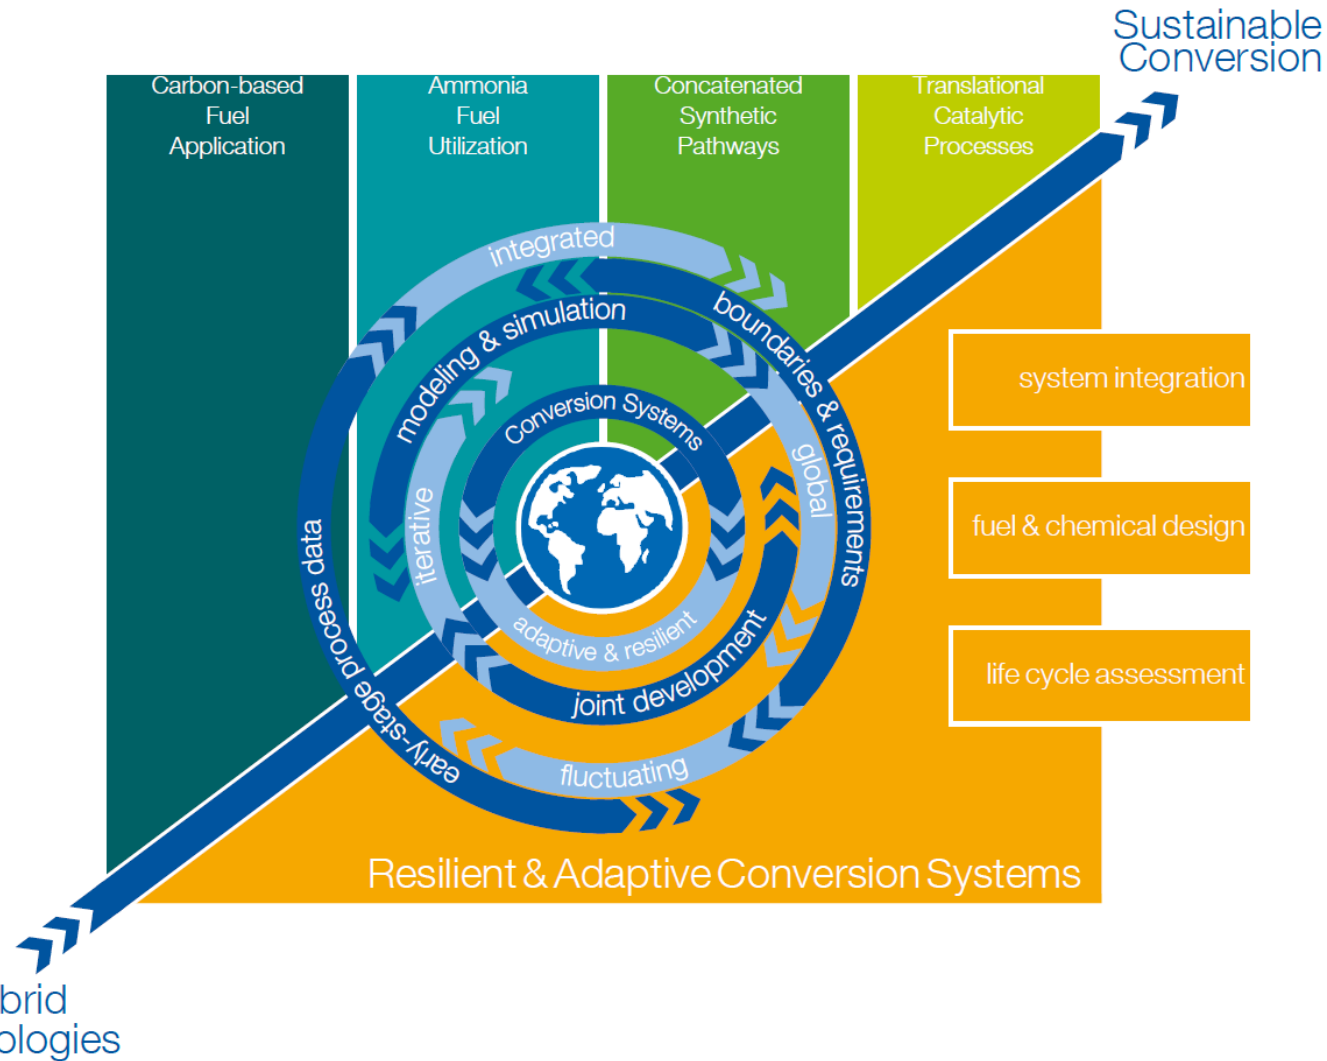 Sustainable
Conversion
Carbon-based
Fuel
Application
Ammonia
Fuel
Utilization
Concatenated
Synthetic
Pathways
Translational
Catalytic
Processes
integrated
boundaries & requirements
modeling & simulation
Conversion Systems
global
iterative
adaptive & resilient
joint development
early-stage process data
fluctuating
system integration
fuel & chemical design
life cycle assessment
Resilient & Adaptive Conversion Systems
brid
ologies